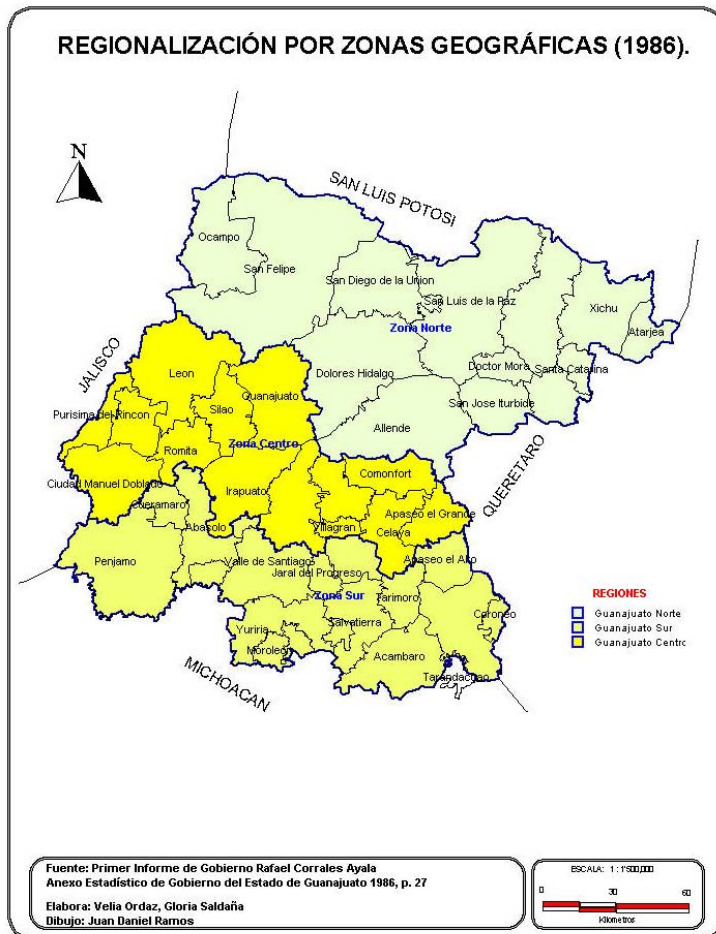 REGIONALIZACIÓN POR ZONAS GEOGRÁFICAS (1986).
N
SAN LUIS POTOSI
Ocampo
San Felipe
San Diego de la Union
San Luis de la Paz
Xichu
Zona Norte
Atarjea
JALISCO
Leon
Dolores Hidalgo
Doctor Mora
Santa Catarina
Guanajuato
Purisima del Rincon
Silao
San Jose Iturbide
Allende
Zona Centro
Romita
QUERETARO
Comonfort
Ciudad Manuel Doblado
Irapuato
Cueramaro
Apaseo el Grande
Abasolo
Villagran
Celaya
Penjamo
Valle de Santiago
Apaseo el Alto
Jaral del Progreso
Zona Sur
Tarimoro
REGIONES
Guanajuato Norte
Guanajuato Sur
Guanajuato Centro
Coroneo
Salvatierra
Yuriria
Moroleon
Acambaro
MICHOACAN
Tarandacuao
Fuente: Primer Informe de Gobierno Rafael Corrales Ayala
Anexo Estadístico de Gobierno del Estado de Guanajuato 1986, p. 27
Elabora: Velia Ordaz, Gloria Saldaña
Dibujo: Juan Daniel Ramos
ESCALA: 1:1'500,000
0 30 60
Kilometros